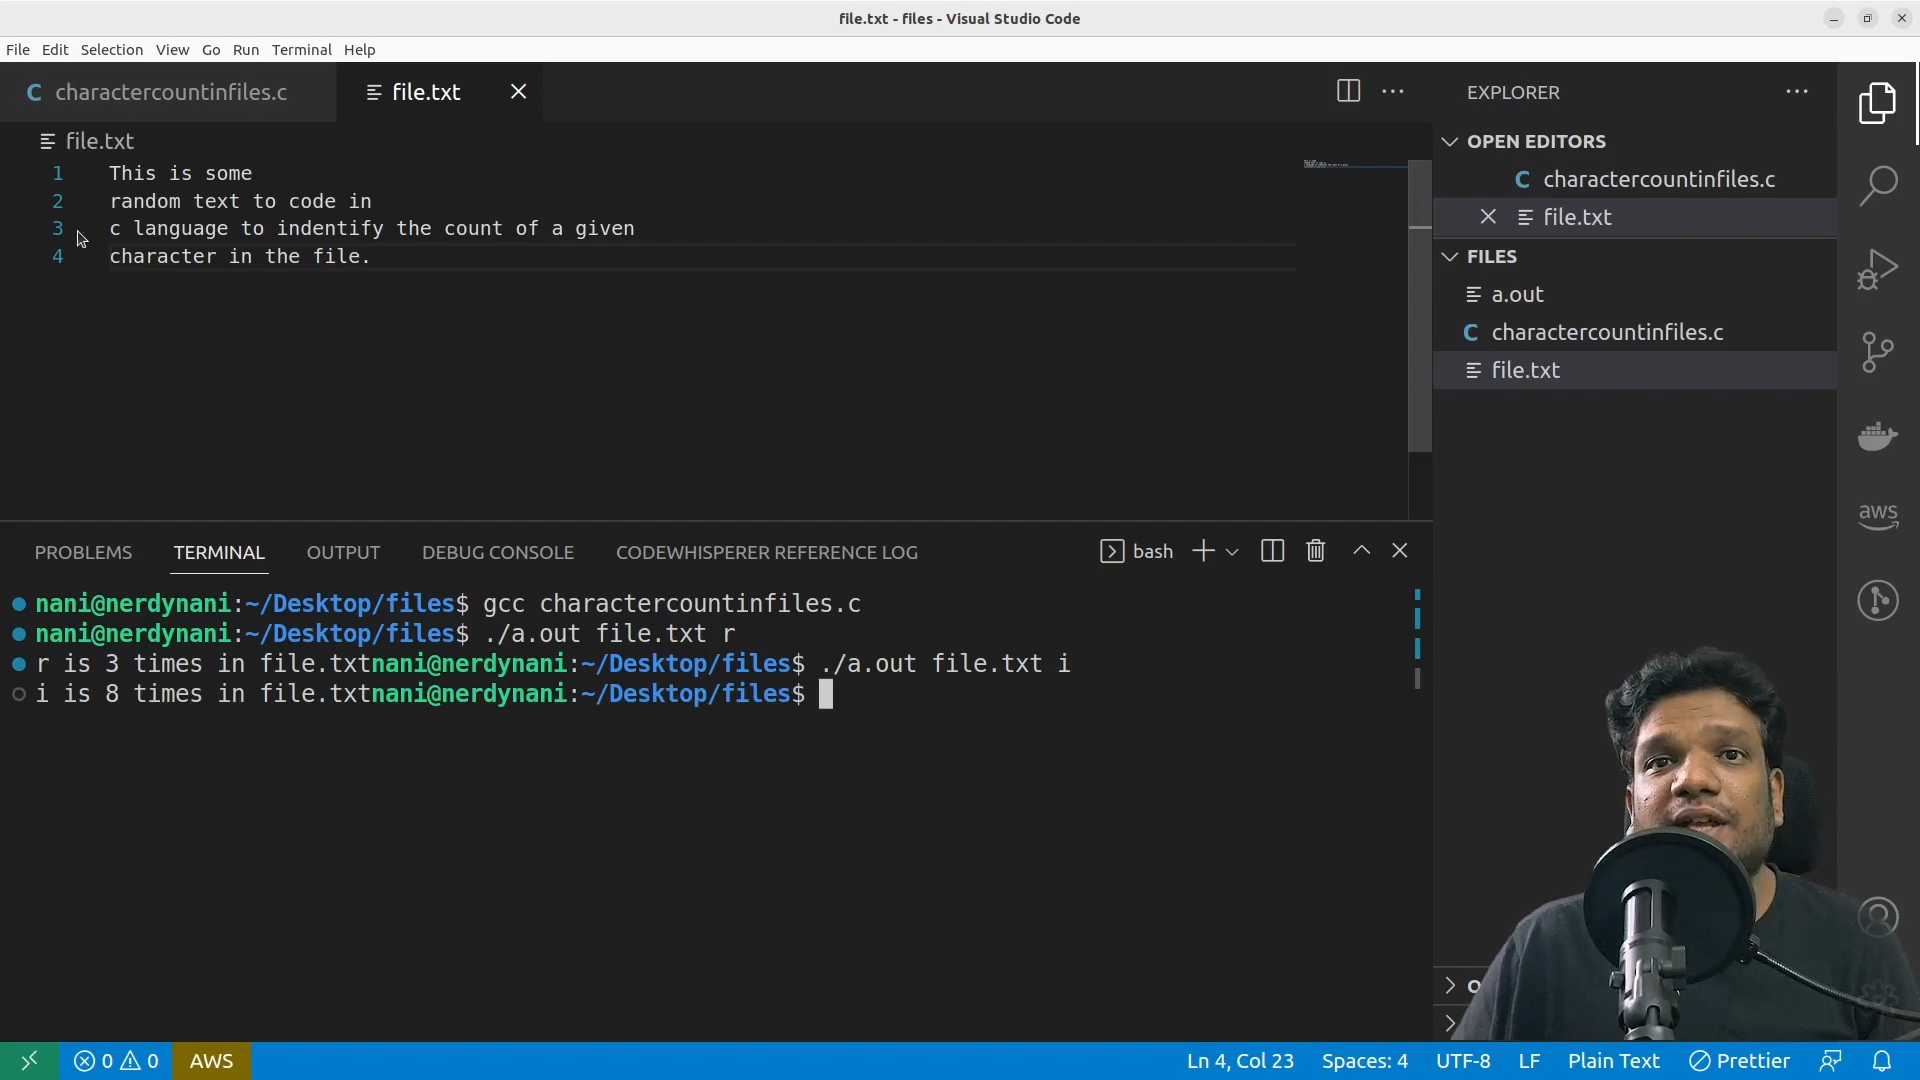 file.txt - files - Visual Studio Code
File Edit Selection View Go Run Terminal Help
C charactercountinfiles.c file.txt
file.txt
1 This is some
2 random text to code in
3 c language to indentify the count of a given
4 character in the file.
EXPLORER
OPEN EDITORS
C charactercountinfiles.c
file.txt
FILES
a.out
C charactercountinfiles.c
file.txt
aws
PROBLEMS TERMINAL OUTPUT DEBUG CONSOLE CODEWHISPERER REFERENCE LOG bash
nani@nerdynani:~/Desktop/files$ gcc charactercountinfiles.c
nani@nerdynani:~/Desktop/files$ ./a.out file.txt r
r is 3 times in file.txtnani@nerdynani:~/Desktop/files$ ./a.out file.txt i
i is 8 times in file.txtnani@nerdynani:~/Desktop/files$
0 0 AWS Ln 4, Col 23 Spaces: 4 UTF-8 LF Plain Text Prettier